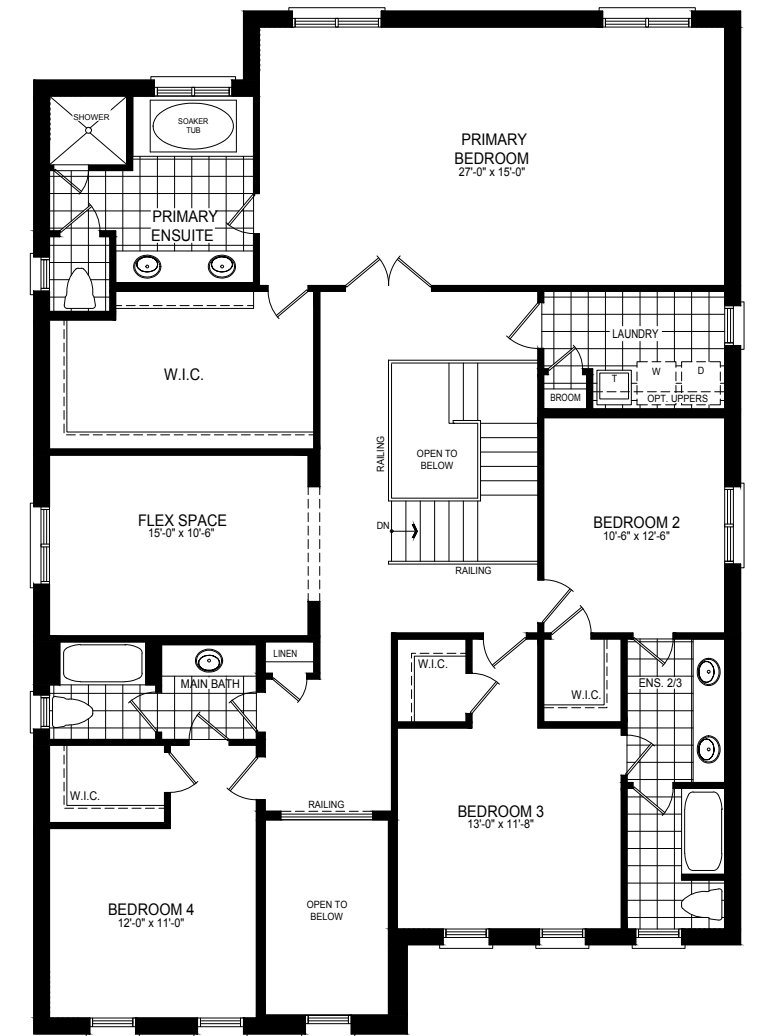 SHOWER
SOAKER
TUB
PRIMARY
BEDROOM
27'-0" x 15'-0"
PRIMARY
ENSUITE
LAUNDRY
W.I.C.
T
W
D
BROOM
OPT. UPPERS
RAILING
OPEN TO
BELOW
FLEX SPACE
15'-0" x 10'-6"
BEDROOM 2
10'-6" x 12'-6"
DN
RAILING
LINEN
MAIN BATH
W.I.C.
ENS. 2/3
W.I.C.
W.I.C.
RAILING
BEDROOM 3
13'-0" x 11'-8"
BEDROOM 4
12'-0" x 11'-0"
OPEN TO
BELOW